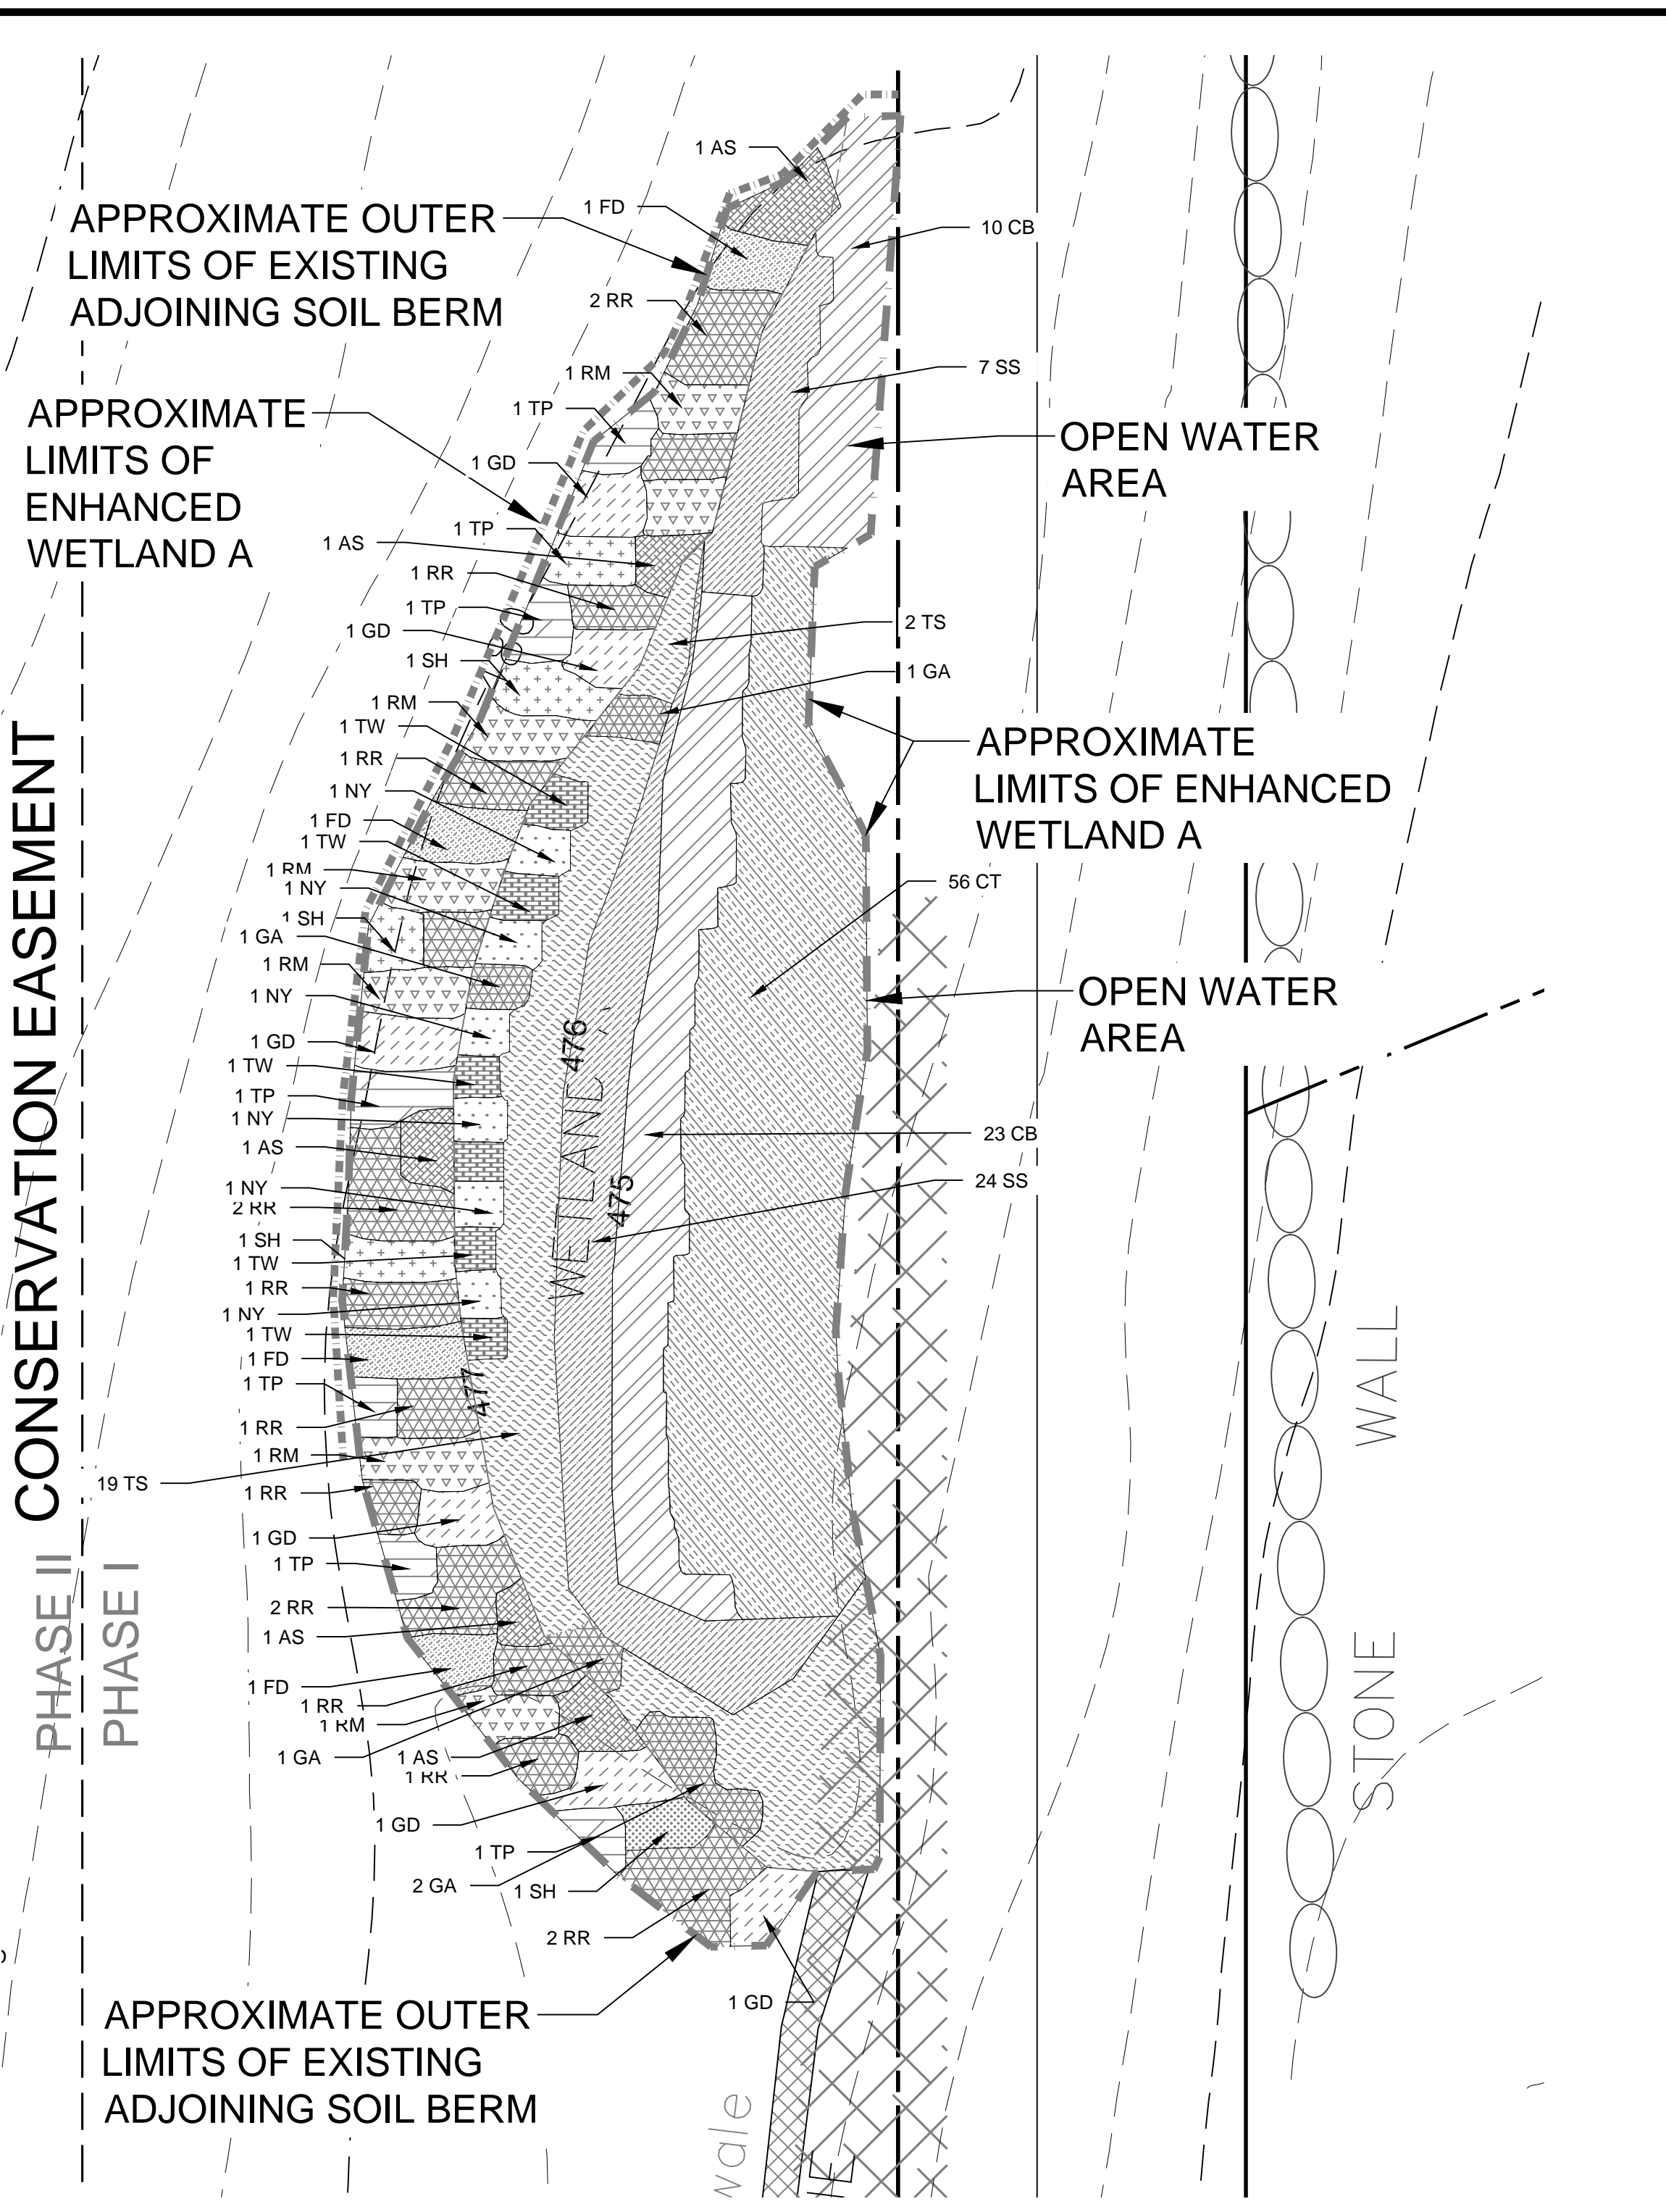 1 AS
APPROXIMATE OUTER
LIMITS OF EXISTING
ADJOINING SOIL BERM
1 FD
10 CB
2 RR
7 SS
1 RM
1 TP
APPROXIMATE
LIMITS OF
ENHANCED
WETLAND A
OPEN WATER
AREA
1 GD
1 TP
1 AS
1 RR
1 TP
1 GD
2 TS
1 SH
1 GA
1 RM
1 TW
1 RR
1 NY
APPROXIMATE
LIMITS OF ENHANCED
WETLAND A
1 FD
1 TW
1 RM
1 NY
56 CT
1 SH
1 GA
1 RM
1 NY
OPEN WATER
AREA
1 GD
1 TW
1 TP
1 NY
1 AS
23 CB
24 SS
1 NY
2 RR
1 SH
1 TW
1 RR
1 NY
1 TW
1 FD
1 TP
1 RR
1 RM
19 TS
1 RR
1 GD
1 TP
2 RR
1 AS
1 FD
1 RR
1 RM
1 GA
1 AS
1 RR
1 GD
1 TP
2 GA
1 SH
2 RR
1 GD
APPROXIMATE OUTER
LIMITS OF EXISTING
ADJOINING SOIL BERM
CONSERVATION EASEMENT
PHASE II
PHASE I
476
475
477
WETLAND
STONE WALL
wale